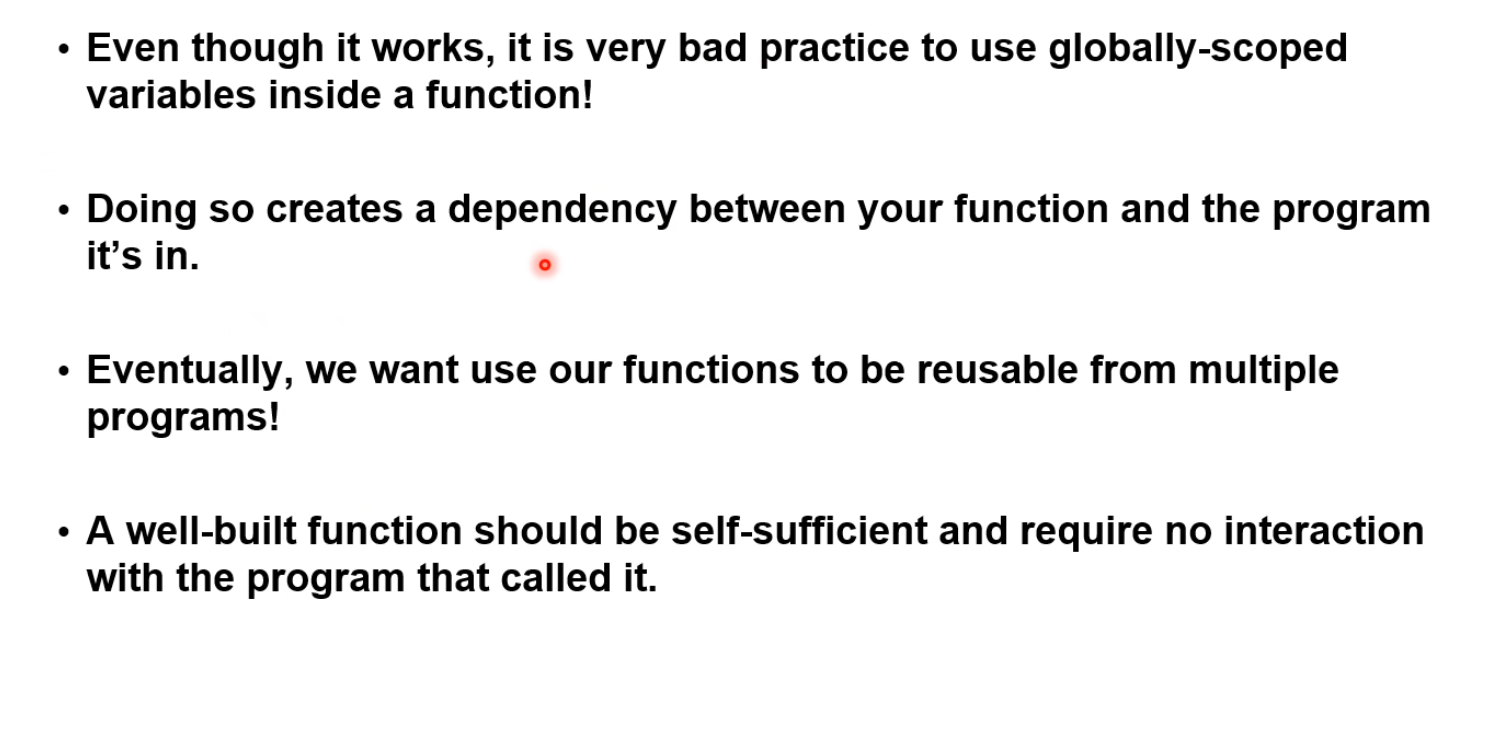 • Even though it works, it is very bad practice to use globally-scoped
variables inside a function!
• Doing so creates a dependency between your function and the program
it’s in.
• Eventually, we want use our functions to be reusable from multiple
programs!
• A well-built function should be self-sufficient and require no interaction
with the program that called it.